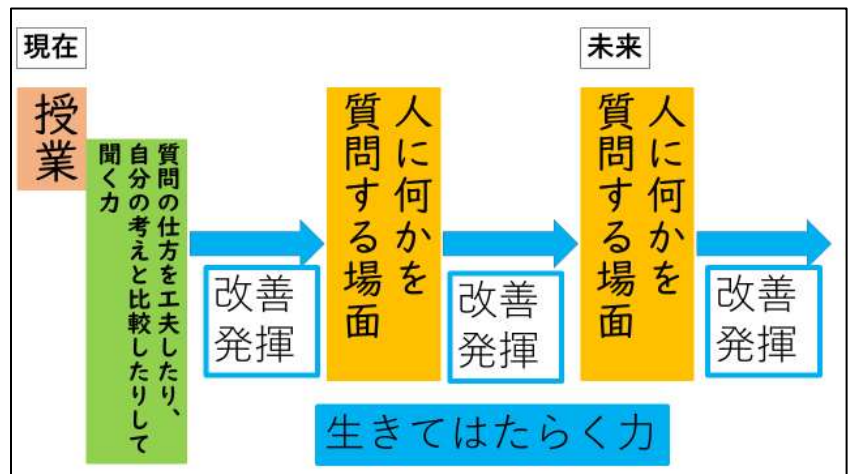 現在
未来
授業
質問の仕方を工夫したり、
自分の考えと比較したりして
聞く力
改善
発揮
人に何かを
質問する場面
改善
発揮
人に何かを
質問する場面
改善
発揮
生きてはたらく力